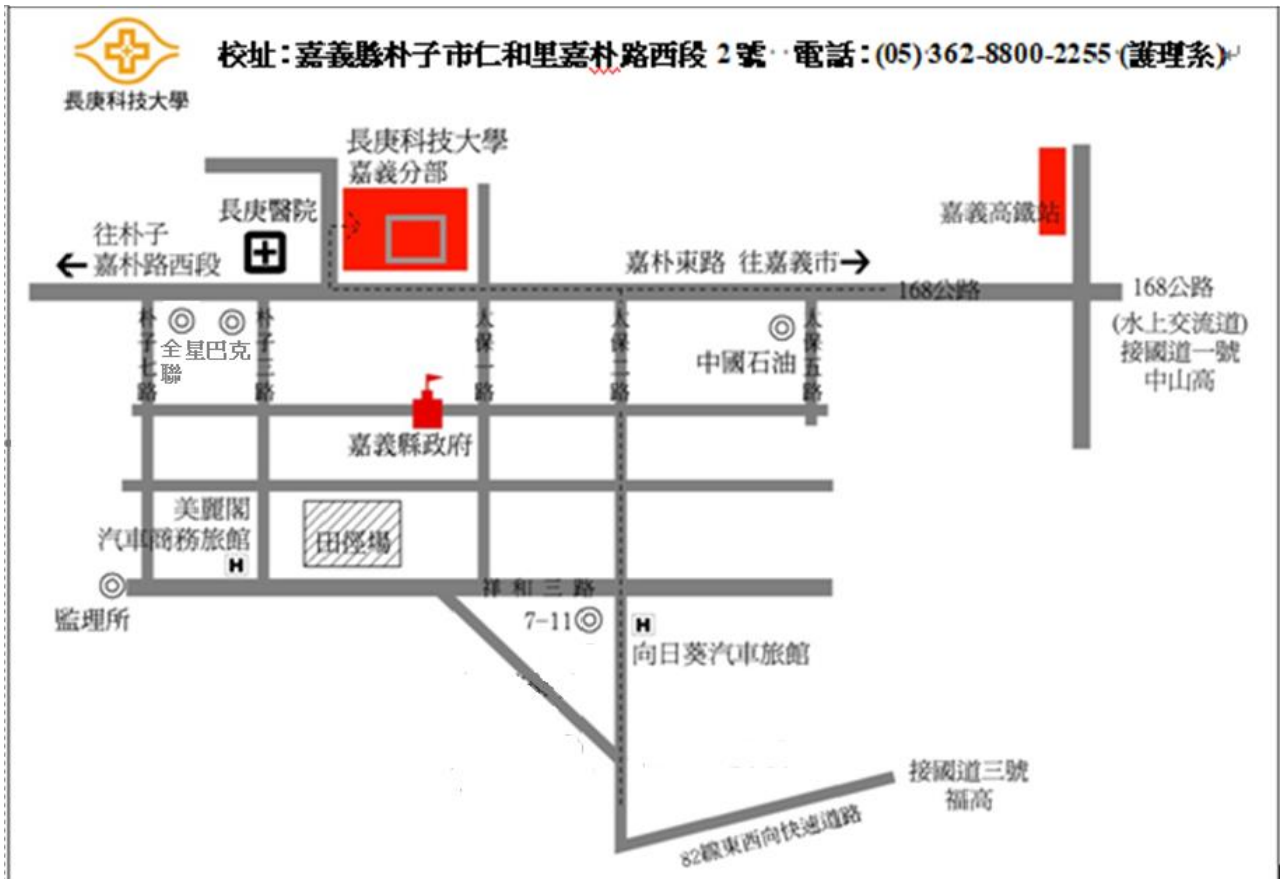 校址：嘉義縣朴子市仁和里嘉朴路西段 2 號 電話：(05) 362-8800-2255 (護理系)
長庚科技大學
長庚科技大學
嘉義分部
長庚醫院
嘉義高鐵站
往朴子
嘉朴路西段
嘉朴東路 往嘉義市
168公路
168公路
(水上交流道)
接國道一號
中山高
朴子七路
全
聯
星巴克
朴子二路
太保一路
太保二路
中國石油
太保五路
嘉義縣政府
美麗閣
汽車商務旅館
H
田徑場
祥和三路
監理所
7-11
H
向日葵汽車旅館
接國道三號
福高
82線東西向快速道路